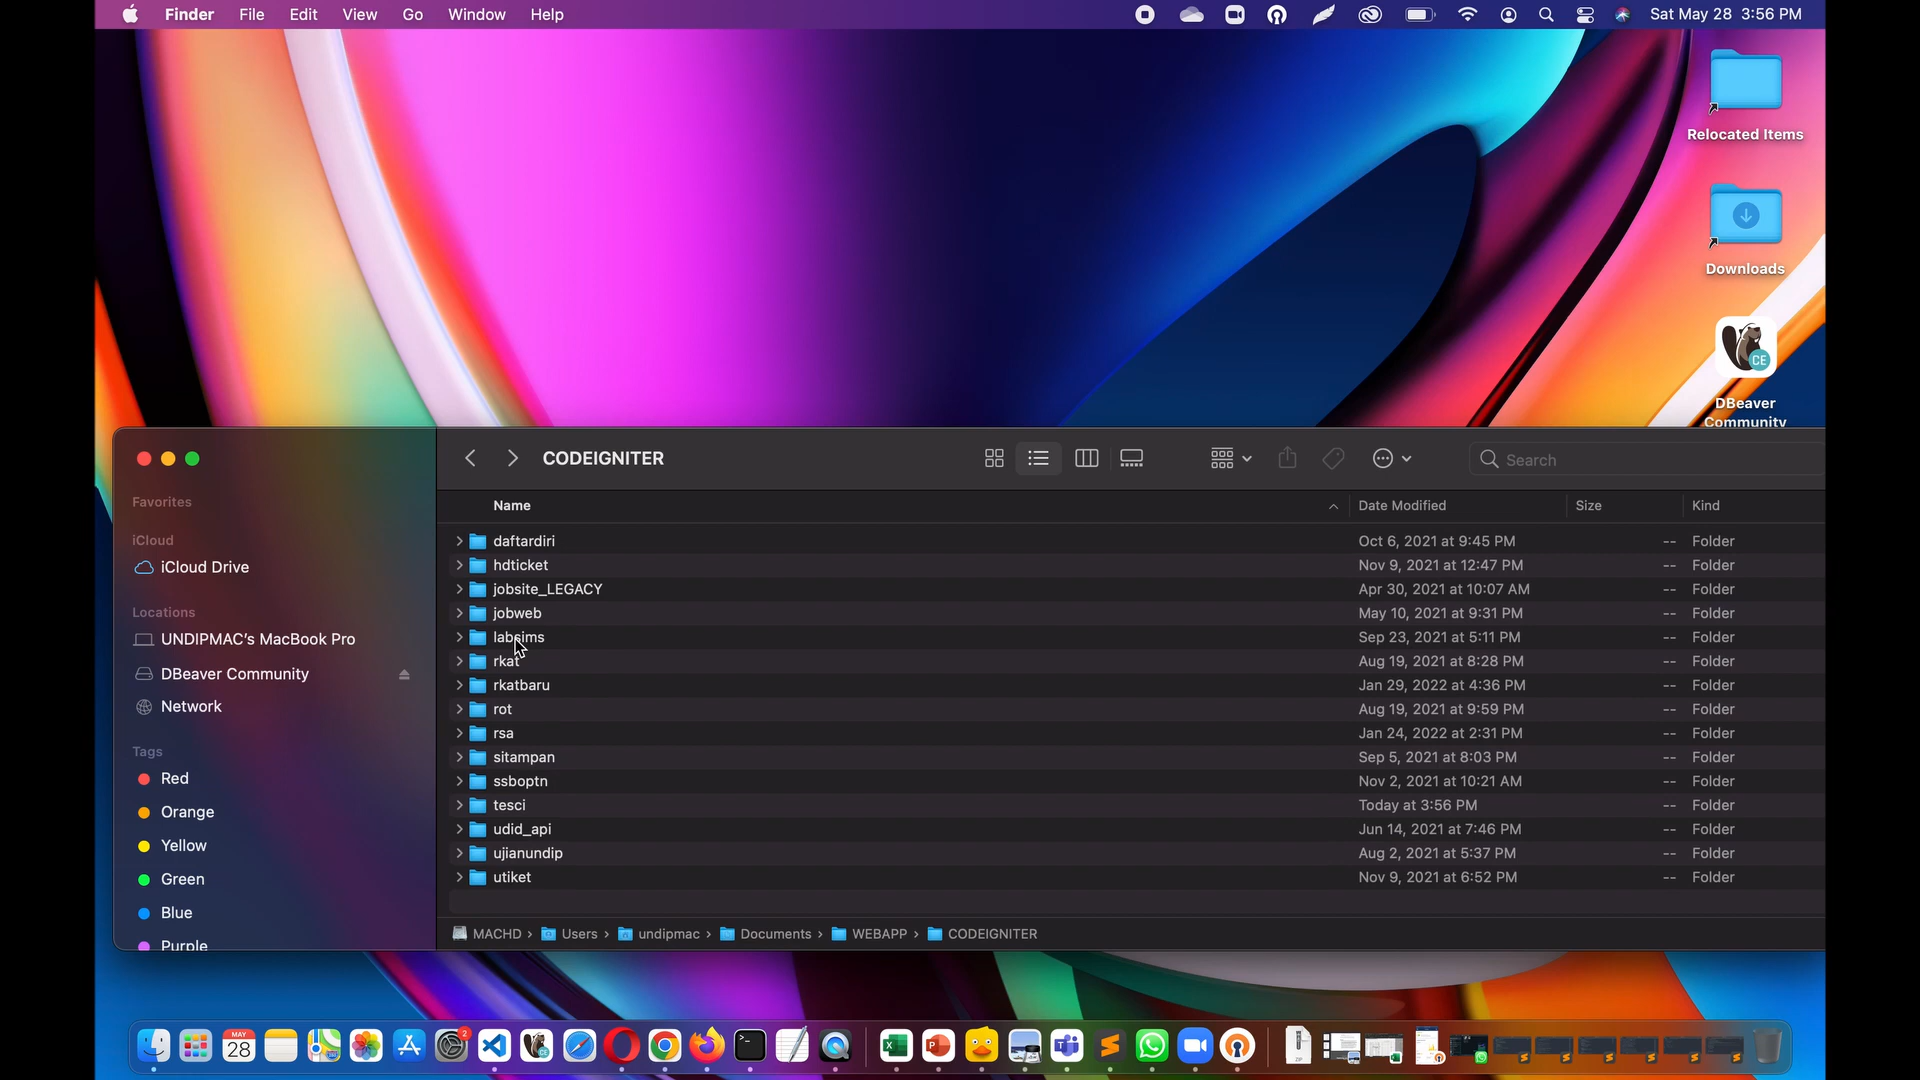 Finder File Edit View Go Window Help Sat May 28 3:56 PM
Relocated Items
Downloads
CE
DBeaver
Community
CODEIGNITER Search
Favorites
iCloud
iCloud Drive
Locations
UNDIPMAC's MacBook Pro
DBeaver Community
Network
Tags
Red
Orange
Yellow
Green
Blue
Purple
Name Date Modified Size Kind
daftardiri Oct 6, 2021 at 9:45 PM -- Folder
hdticket Nov 9, 2021 at 12:47 PM -- Folder
jobsite_LEGACY Apr 30, 2021 at 10:07 AM -- Folder
jobweb May 10, 2021 at 9:31 PM -- Folder
labsims Sep 23, 2021 at 5:11 PM -- Folder
rkat Aug 19, 2021 at 8:28 PM -- Folder
rkatbaru Jan 29, 2022 at 4:36 PM -- Folder
rot Aug 19, 2021 at 9:59 PM -- Folder
rsa Jan 24, 2022 at 2:31 PM -- Folder
sitampan Sep 5, 2021 at 8:03 PM -- Folder
ssboptn Nov 2, 2021 at 10:21 AM -- Folder
tesci Today at 3:56 PM -- Folder
udid_api Jun 14, 2021 at 7:46 PM -- Folder
ujianundip Aug 2, 2021 at 5:37 PM -- Folder
utiket Nov 9, 2021 at 6:52 PM -- Folder
MACHD › Users › undipmac › Documents › WEBAPP › CODEIGNITER
MAY
28
2